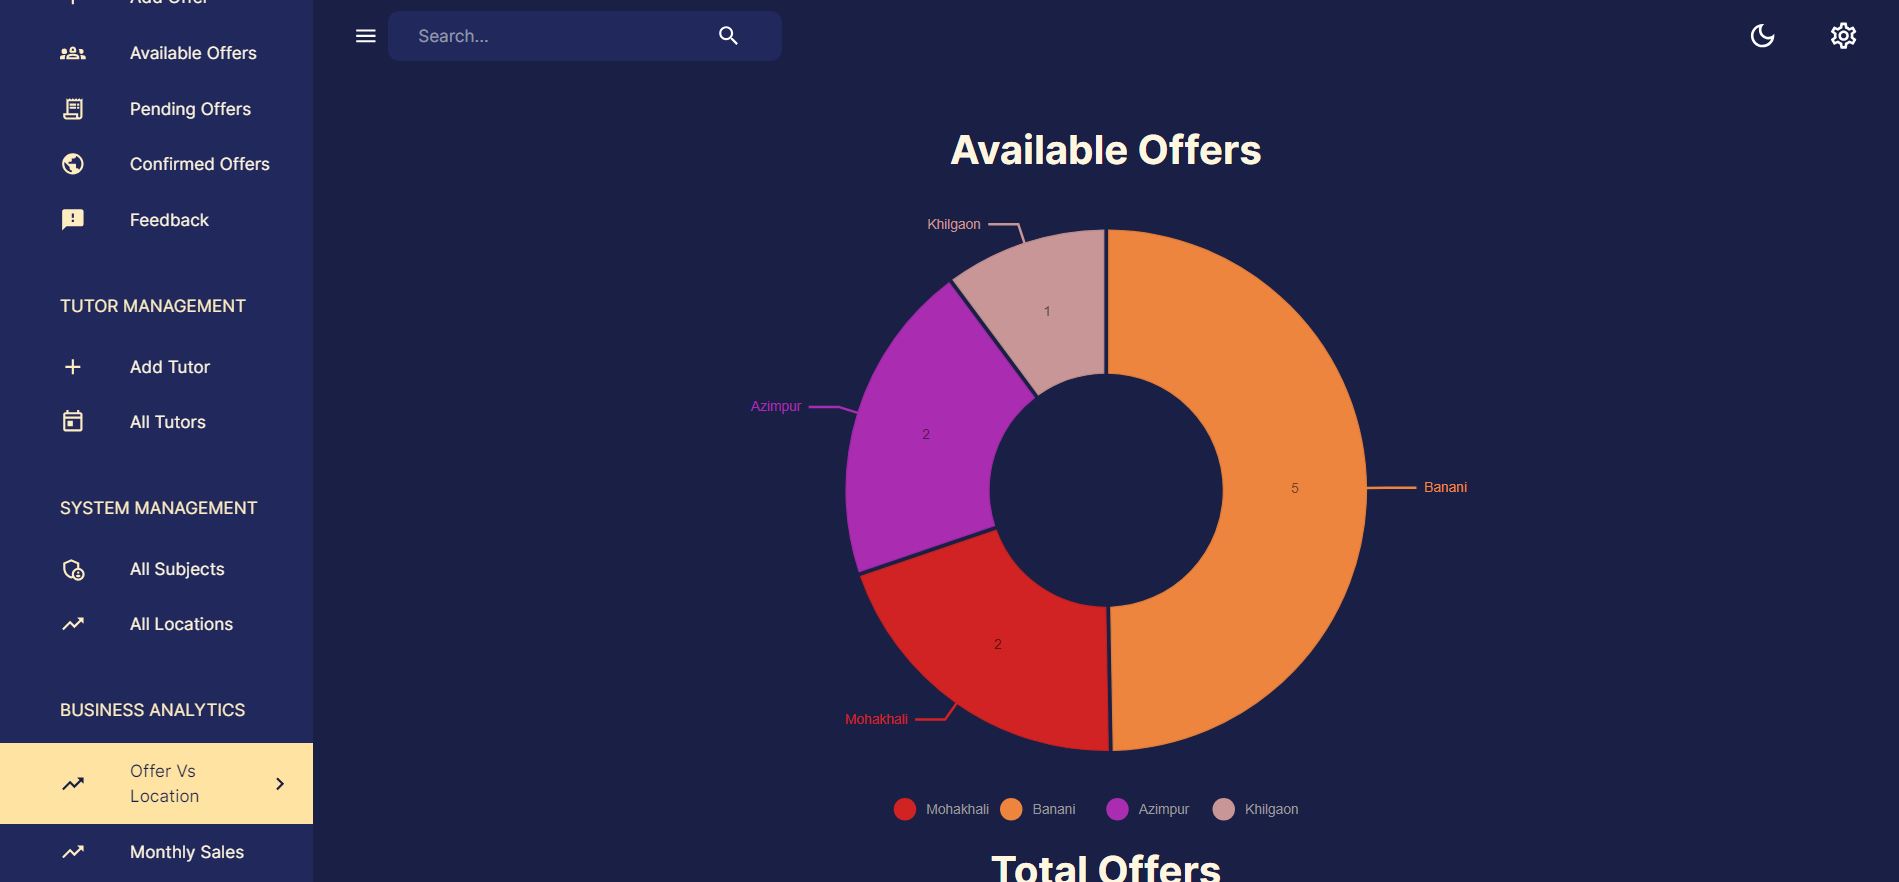 Add Offer
Available Offers
Pending Offers
Confirmed Offers
Feedback
TUTOR MANAGEMENT
Add Tutor
All Tutors
SYSTEM MANAGEMENT
All Subjects
All Locations
BUSINESS ANALYTICS
Offer Vs
Location
Monthly Sales
Search...
Available Offers
Khilgaon
1
Azimpur
2
5
Banani
2
Mohakhali
Mohakhali
Banani
Azimpur
Khilgaon
Total Offers